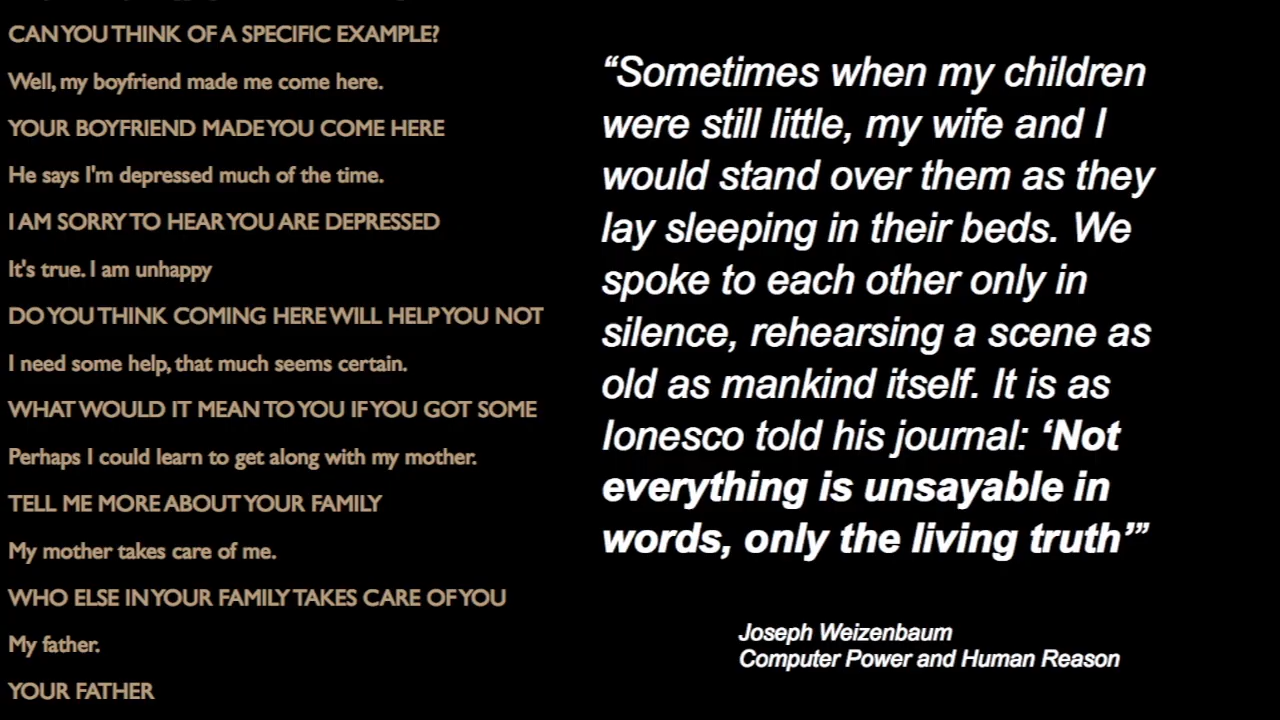 CAN YOU THINK OF A SPECIFIC EXAMPLE?
Well, my boyfriend made me come here.
YOUR BOYFRIEND MADE YOU COME HERE
He says I'm depressed much of the time.
I AM SORRY TO HEAR YOU ARE DEPRESSED
It's true. I am unhappy
DO YOU THINK COMING HERE WILL HELP YOU NOT
I need some help, that much seems certain.
WHAT WOULD IT MEAN TO YOU IF YOU GOT SOME
Perhaps I could learn to get along with my mother.
TELL ME MORE ABOUT YOUR FAMILY
My mother takes care of me.
WHO ELSE IN YOUR FAMILY TAKES CARE OF YOU
My father.
YOUR FATHER
“Sometimes when my children
were still little, my wife and I
would stand over them as they
lay sleeping in their beds. We
spoke to each other only in
silence, rehearsing a scene as
old as mankind itself. It is as
Ionesco told his journal: ‘Not
everything is unsayable in
words, only the living truth’”
Joseph Weizenbaum
Computer Power and Human Reason